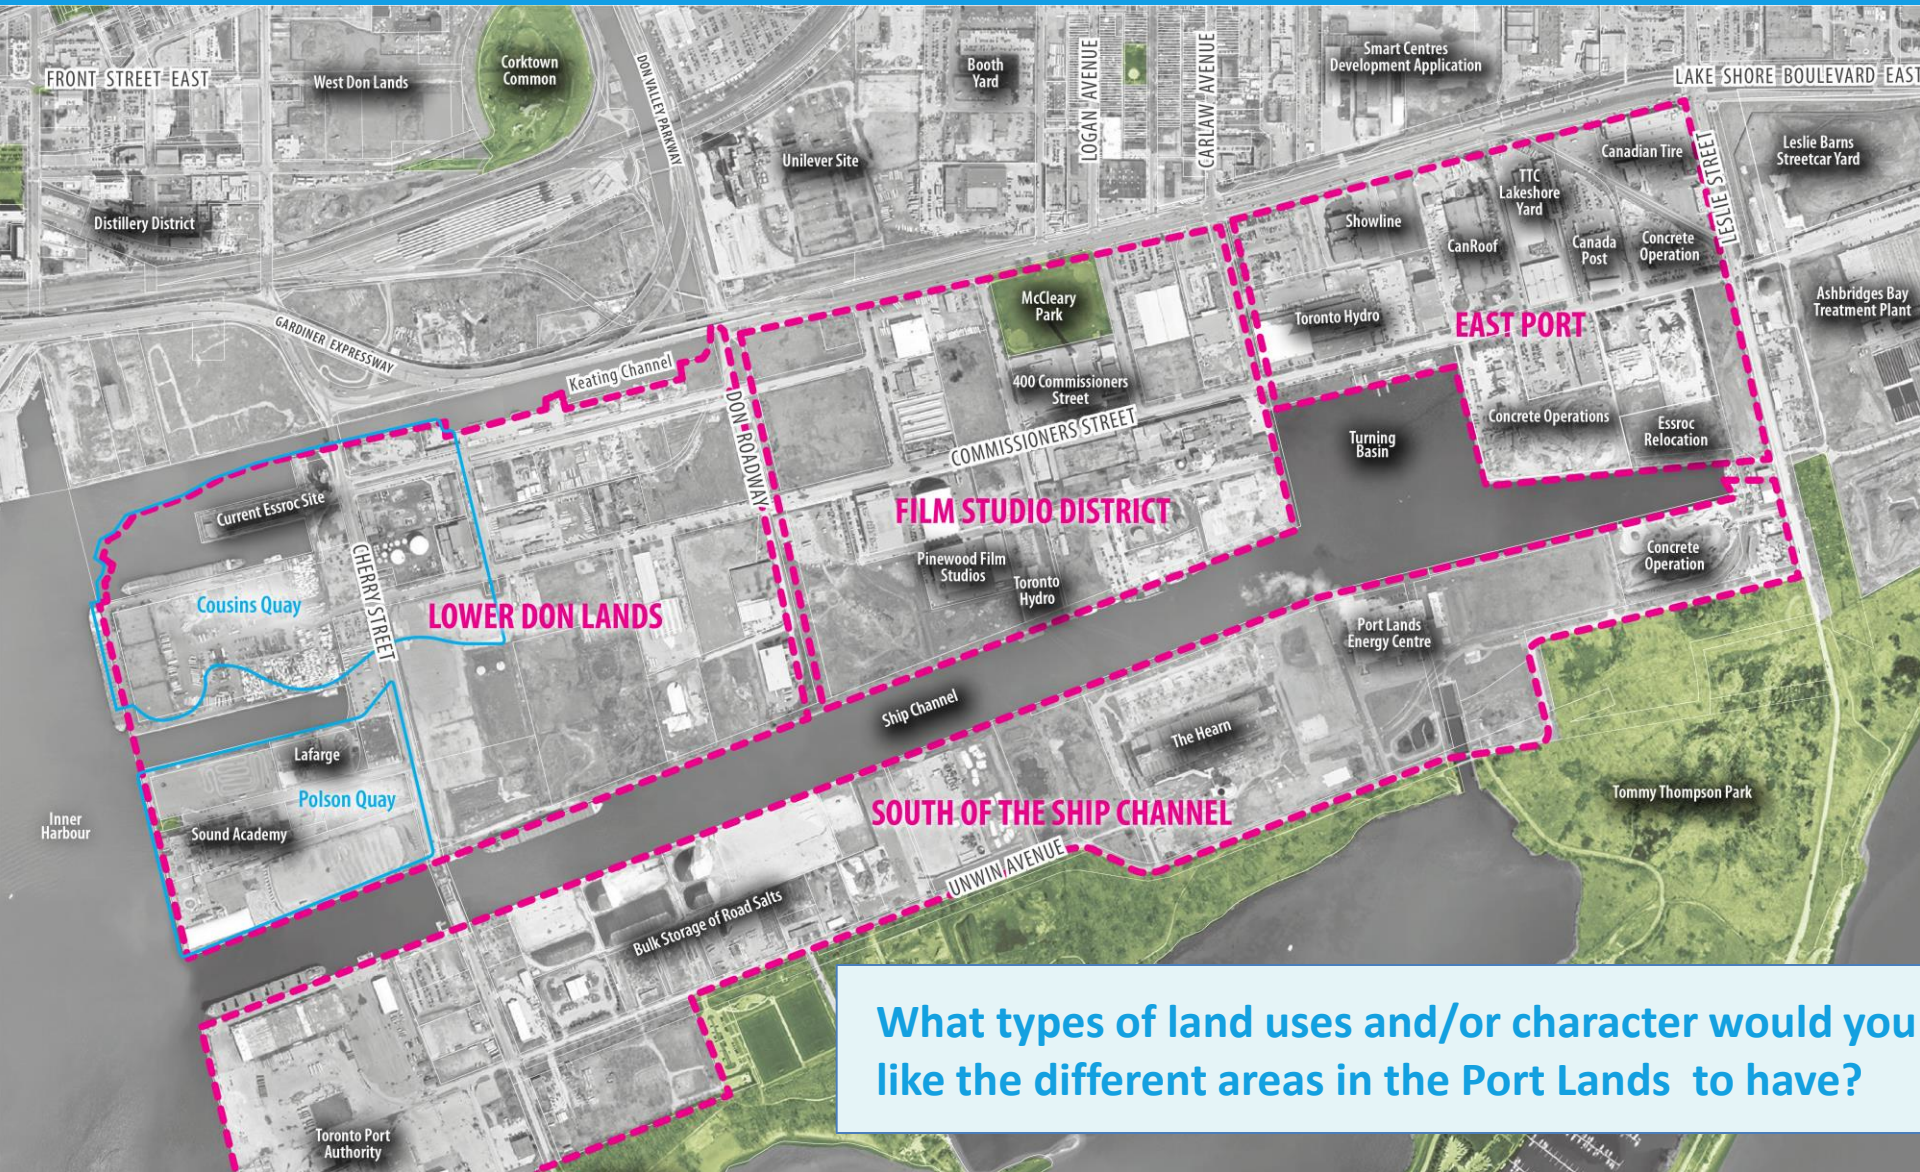 FRONT STREET EAST
West Don Lands
Corktown
Common
DON VALLEY PARKWAY
Booth
Yard
LOGAN AVENUE
CARLAW AVENUE
Smart Centres
Development Application
LAKE SHORE BOULEVARD EAST
Distillery District
Unilever Site
Canadian Tire
LESLIE STREET
Leslie Barns
Streetcar Yard
TTC
Lakeshore
Yard
Showline
CanRoof
Canada
Post
Concrete
Operation
Ashbridges Bay
Treatment Plant
GARDINER EXPRESSWAY
Keating Channel
McCleary
Park
Toronto Hydro
EAST PORT
400 Commissioners
Street
DON ROADWAY
COMMISSIONERS STREET
Turning
Basin
Concrete Operations
Essroc
Relocation
Current Essroc Site
CHERRY STREET
FILM STUDIO DISTRICT
Pinewood Film
Studios
Toronto
Hydro
Concrete
Operation
Cousins Quay
LOWER DON LANDS
Port Lands
Energy Centre
Ship Channel
The Hearn
Lafarge
Polson Quay
Inner
Harbour
Sound Academy
SOUTH OF THE SHIP CHANNEL
Tommy Thompson Park
UNWIN AVENUE
Bulk Storage of Road Salts
Toronto Port
Authority
What types of land uses and/or character would you
like the different areas in the Port Lands  to have?